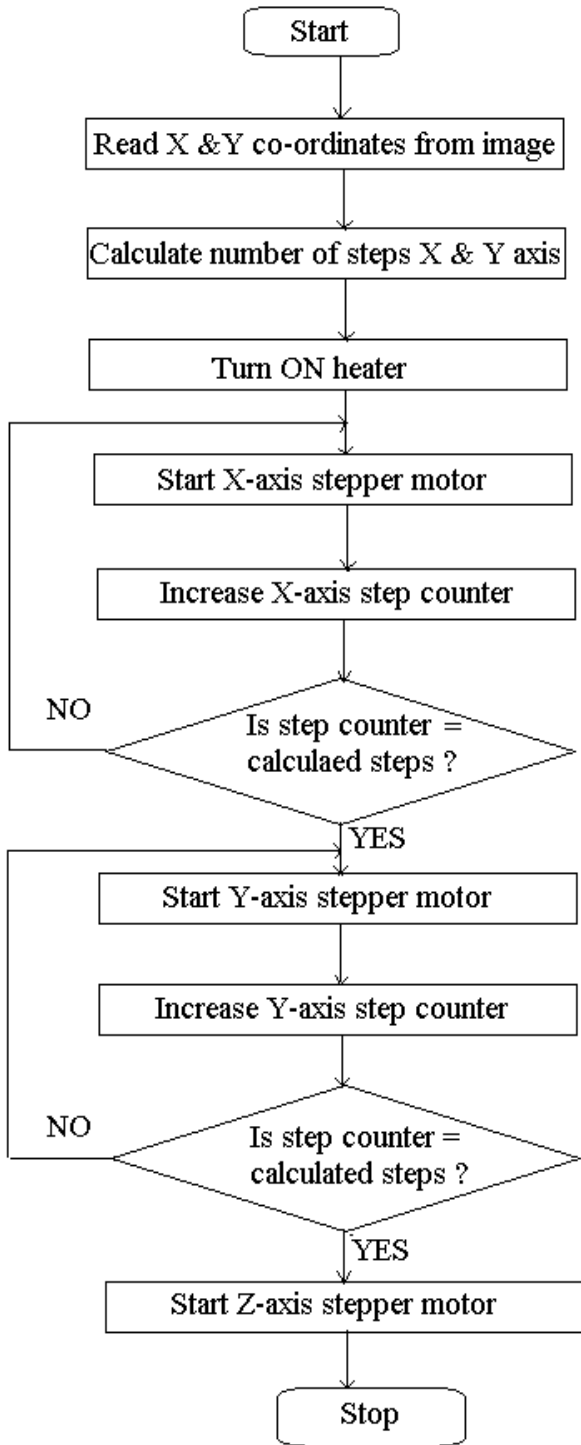 Start
Read X &Y co-ordinates from image
Calculate number of steps X & Y axis
Turn ON heater
Start X-axis stepper motor
Increase X-axis step counter
NO
Is step counter =
calculaed steps ?
YES
Start Y-axis stepper motor
Increase Y-axis step counter
NO
Is step counter =
calculated steps ?
YES
Start Z-axis stepper motor
Stop